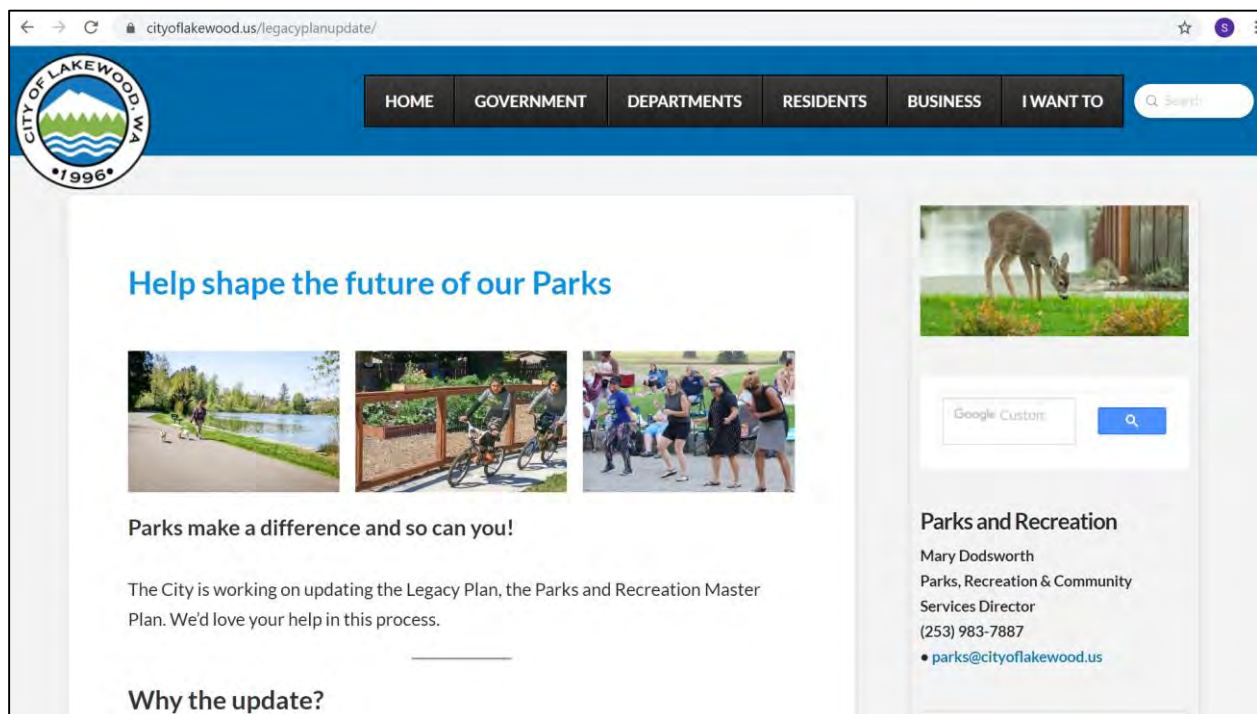 cityoflakewood.us/legacyplanupdate/
S
CITY OF LAKEWOOD, WA
•1996•
HOME GOVERNMENT DEPARTMENTS RESIDENTS BUSINESS I WANT TO Search
Help shape the future of our Parks
Parks make a difference and so can you!
The City is working on updating the Legacy Plan, the Parks and Recreation Master
Plan. We'd love your help in this process.
Why the update?
Google Custom
Parks and Recreation
Mary Dodsworth
Parks, Recreation & Community
Services Director
(253) 983-7887
• parks@cityoflakewood.us